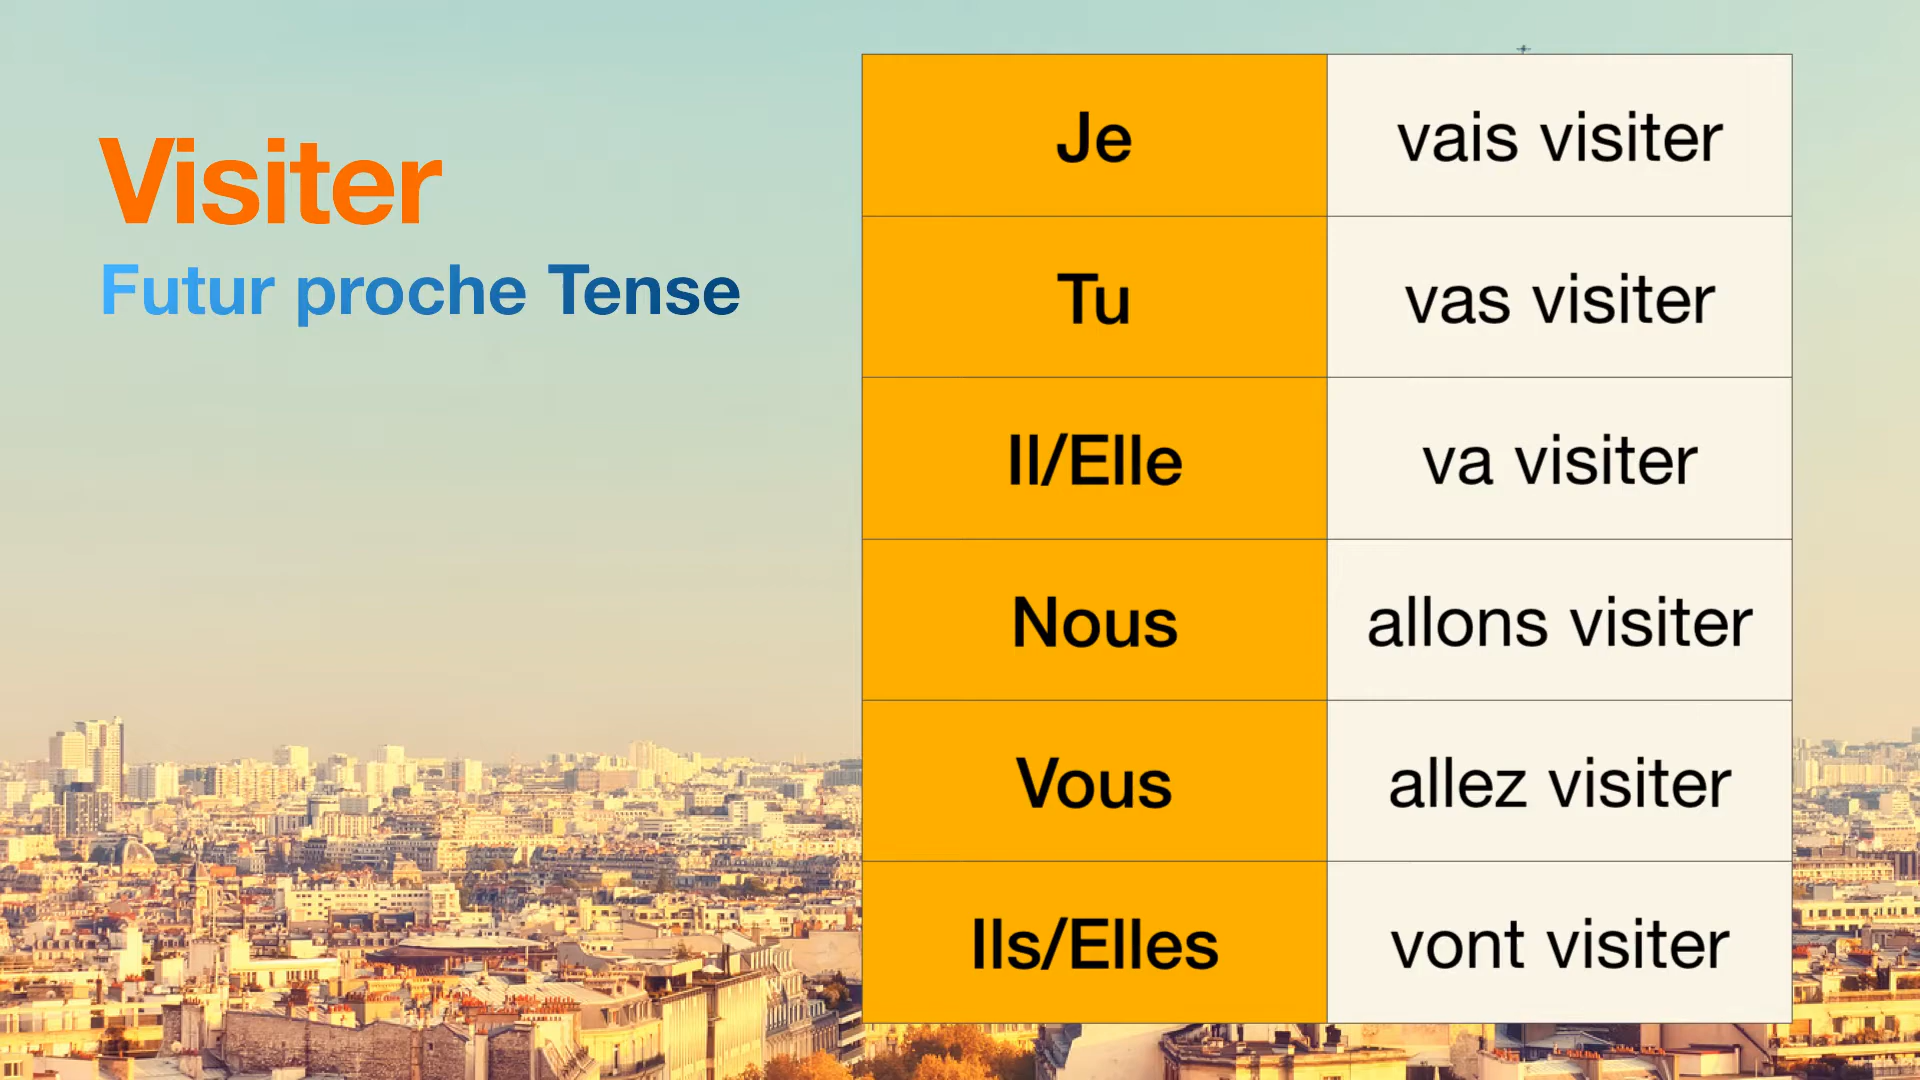 Visiter
Futur proche Tense
Je vais visiter
Tu vas visiter
Il/Elle va visiter
Nous allons visiter
Vous allez visiter
Ils/Elles vont visiter